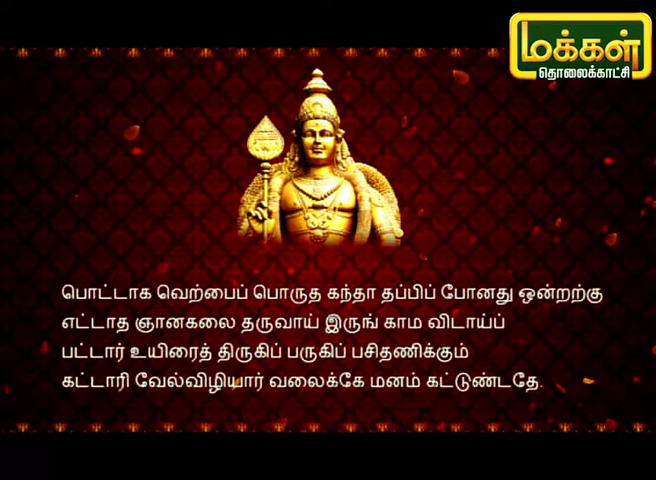 மக்கள்
தொலைக்காட்சி
பொட்டாக வெற்பைப் பொருத கந்தா தப்பிப் போனது ஒன்றற்கு
எட்டாத ஞானகலை தருவாய் இருங் காம விடாய்ப்
பட்டார் உயிரைத் திருகிப் பருகிப் பசிதணிக்கும்
கட்டாரி வேல்விழியார் வலைக்கே மனம் கட்டுண்டதே.